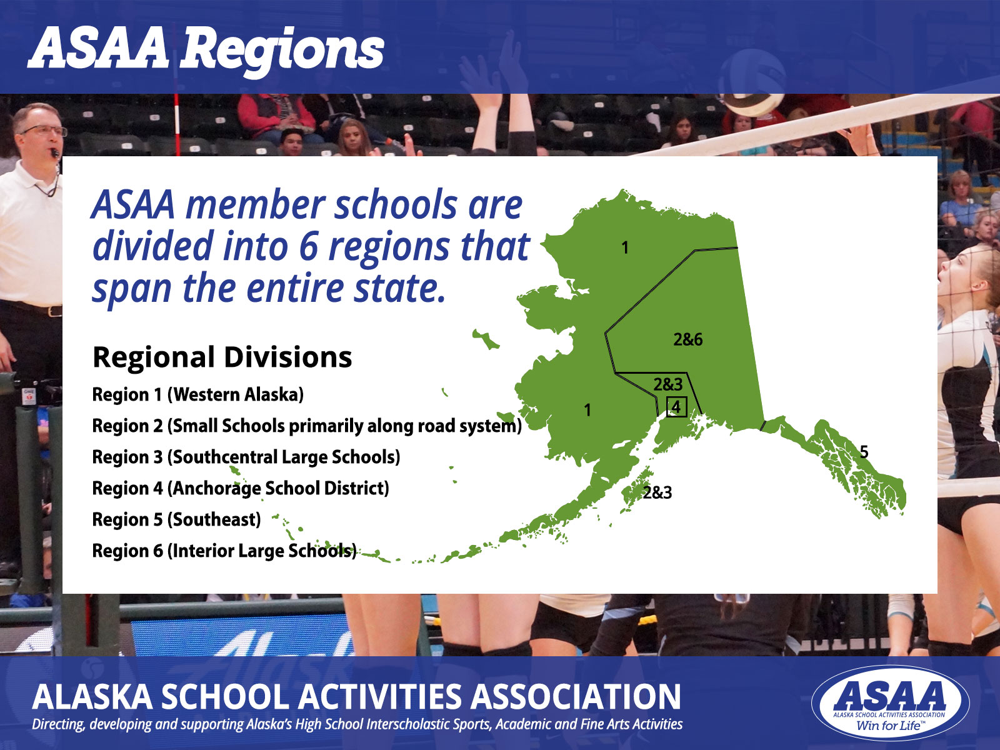 ASAA Regions
ASAA member schools are
divided into 6 regions that
span the entire state.
Regional Divisions
Region 1 (Western Alaska)
Region 2 (Small Schools primarily along road system)
Region 3 (Southcentral Large Schools)
Region 4 (Anchorage School District)
Region 5 (Southeast)
Region 6 (Interior Large Schools)
1
2&6
2&3
4
1
5
2&3
Alask
ALASKA SCHOOL ACTIVITIES ASSOCIATION
Directing, developing and supporting Alaska's High School Interscholastic Sports, Academic and Fine Arts Activities
ASAA
ALASKA SCHOOL ACTIVITIES ASSOCIATION
Win for Life™